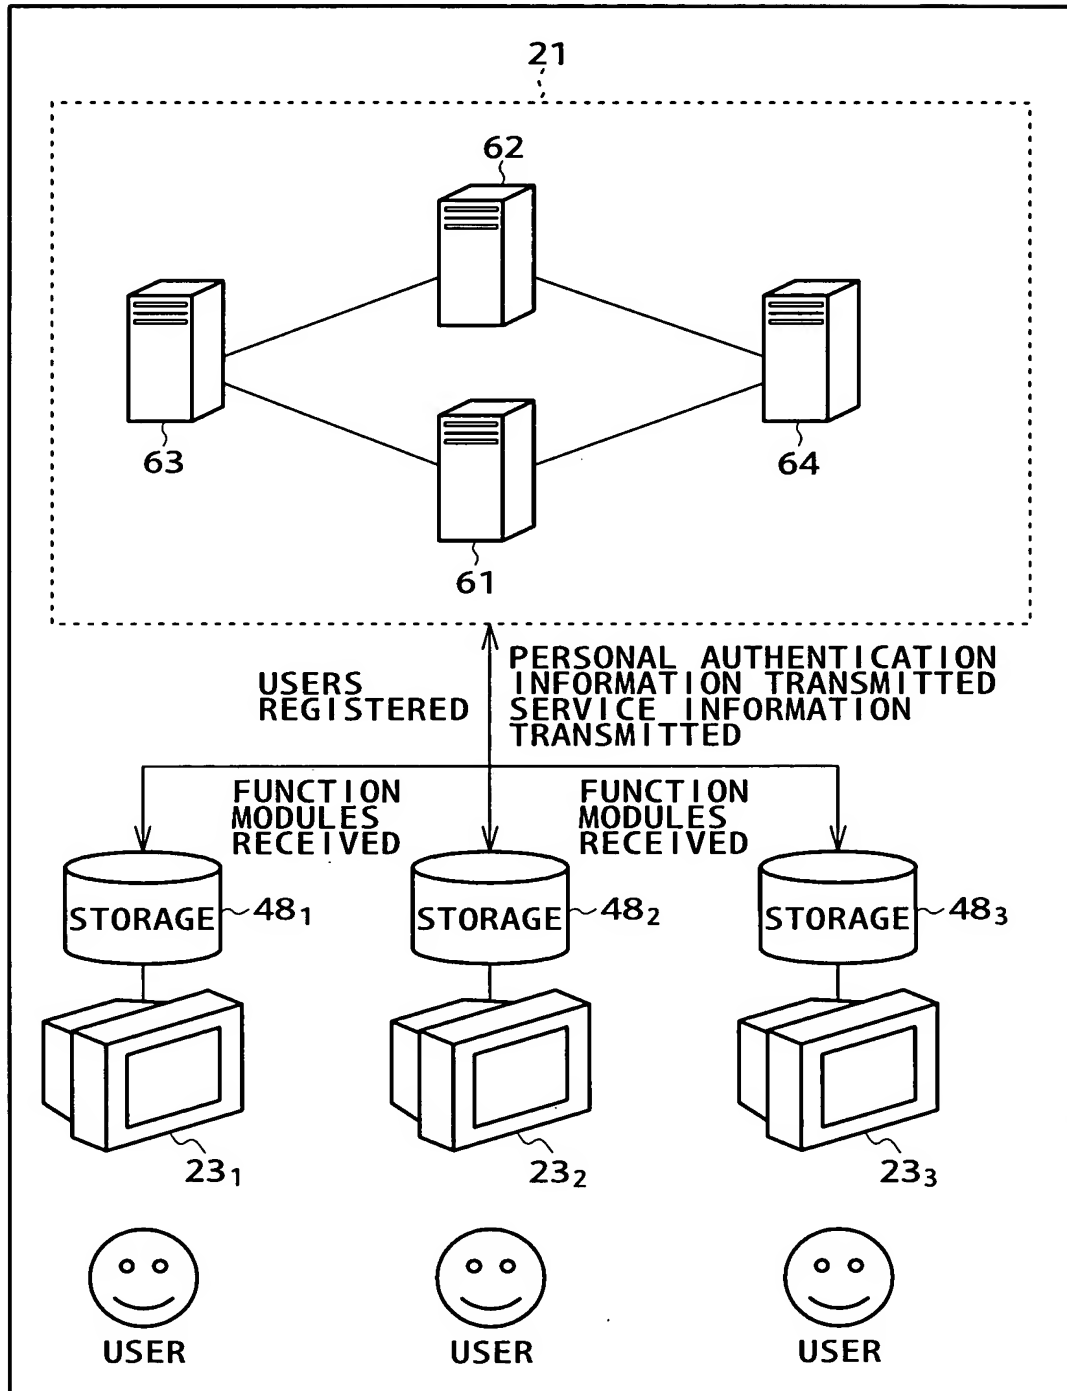 21
62
63
64
61
USERS
REGISTERED
PERSONAL AUTHENTICATION
INFORMATION TRANSMITTED
SERVICE INFORMATION
TRANSMITTED
FUNCTION
MODULES
RECEIVED
FUNCTION
MODULES
RECEIVED
STORAGE 48₁
STORAGE 48₂
STORAGE 48₃
23₁
23₂
23₃
USER
USER
USER